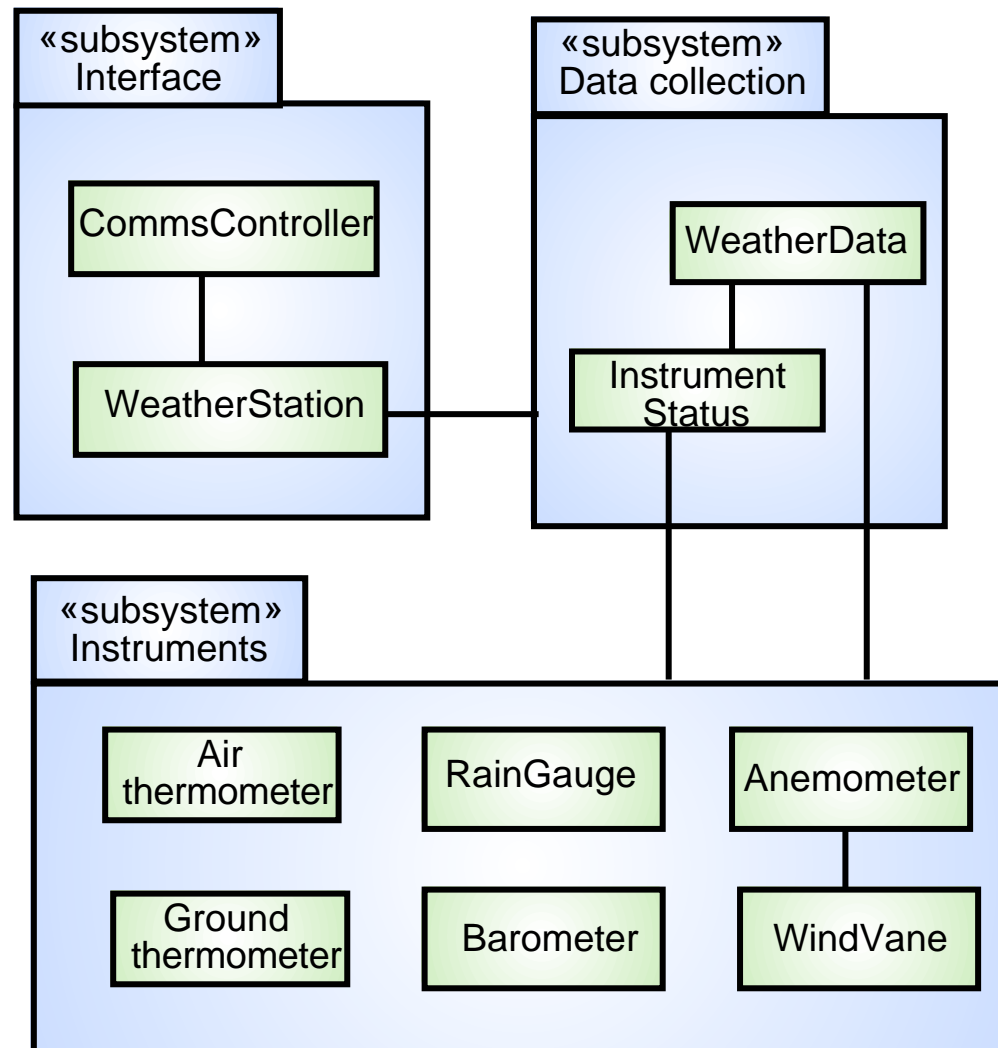 «subsystem»
Interface
CommsController
WeatherStation
«subsystem»
Data collection
WeatherData
Instrument
Status
«subsystem»
Instruments
Air
thermometer
RainGauge
Anemometer
Ground
thermometer
Barometer
WindVane